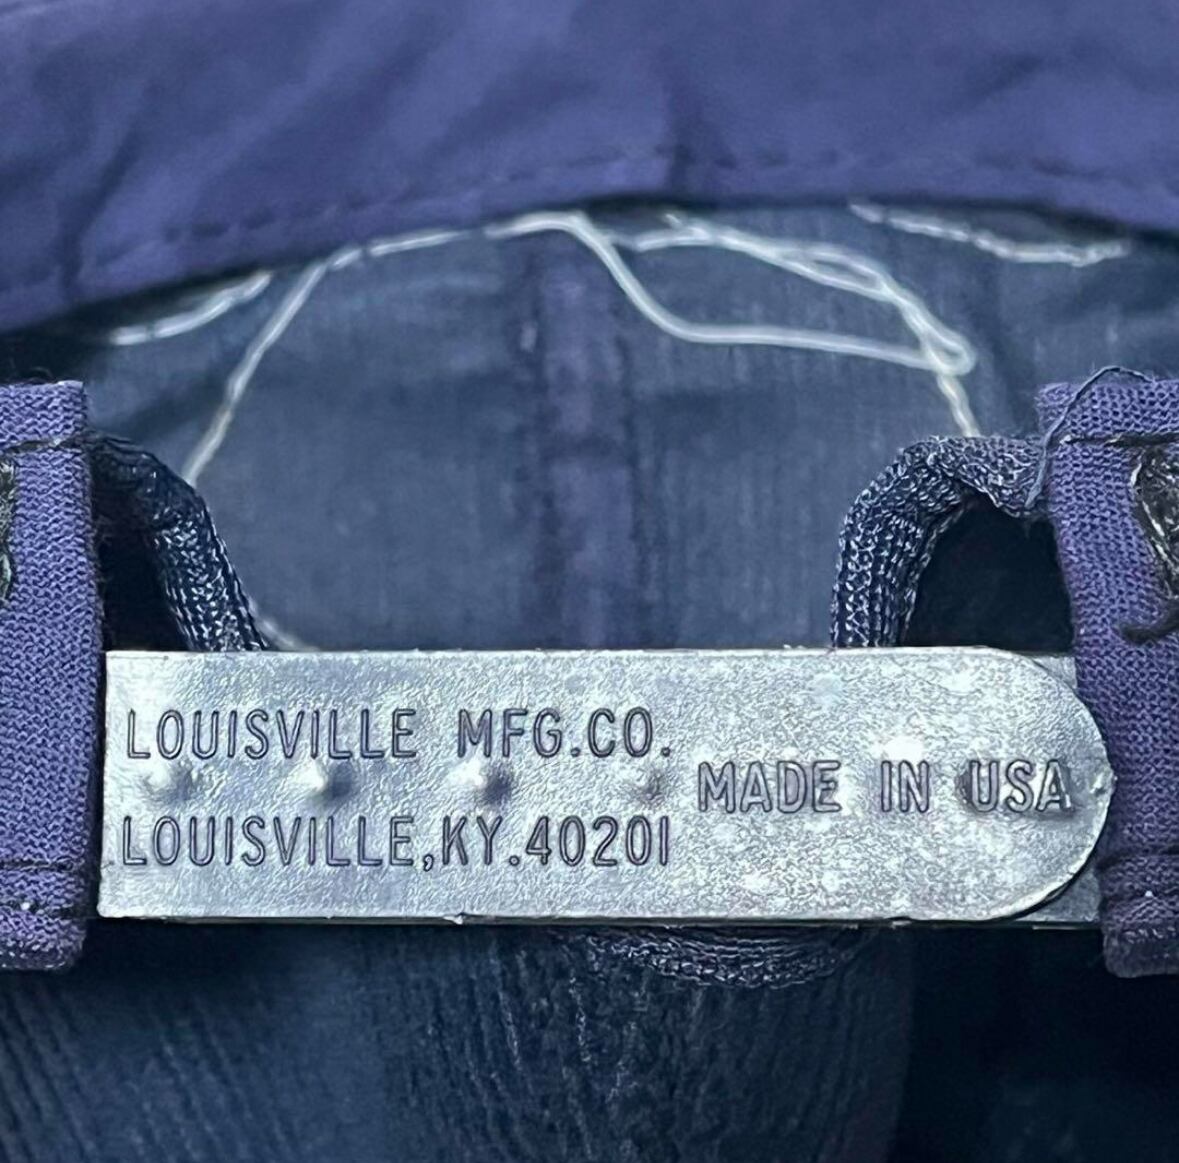 LOUISVILLE MFG.CO.
LOUISVILLE,KY.40201
MADE IN USA